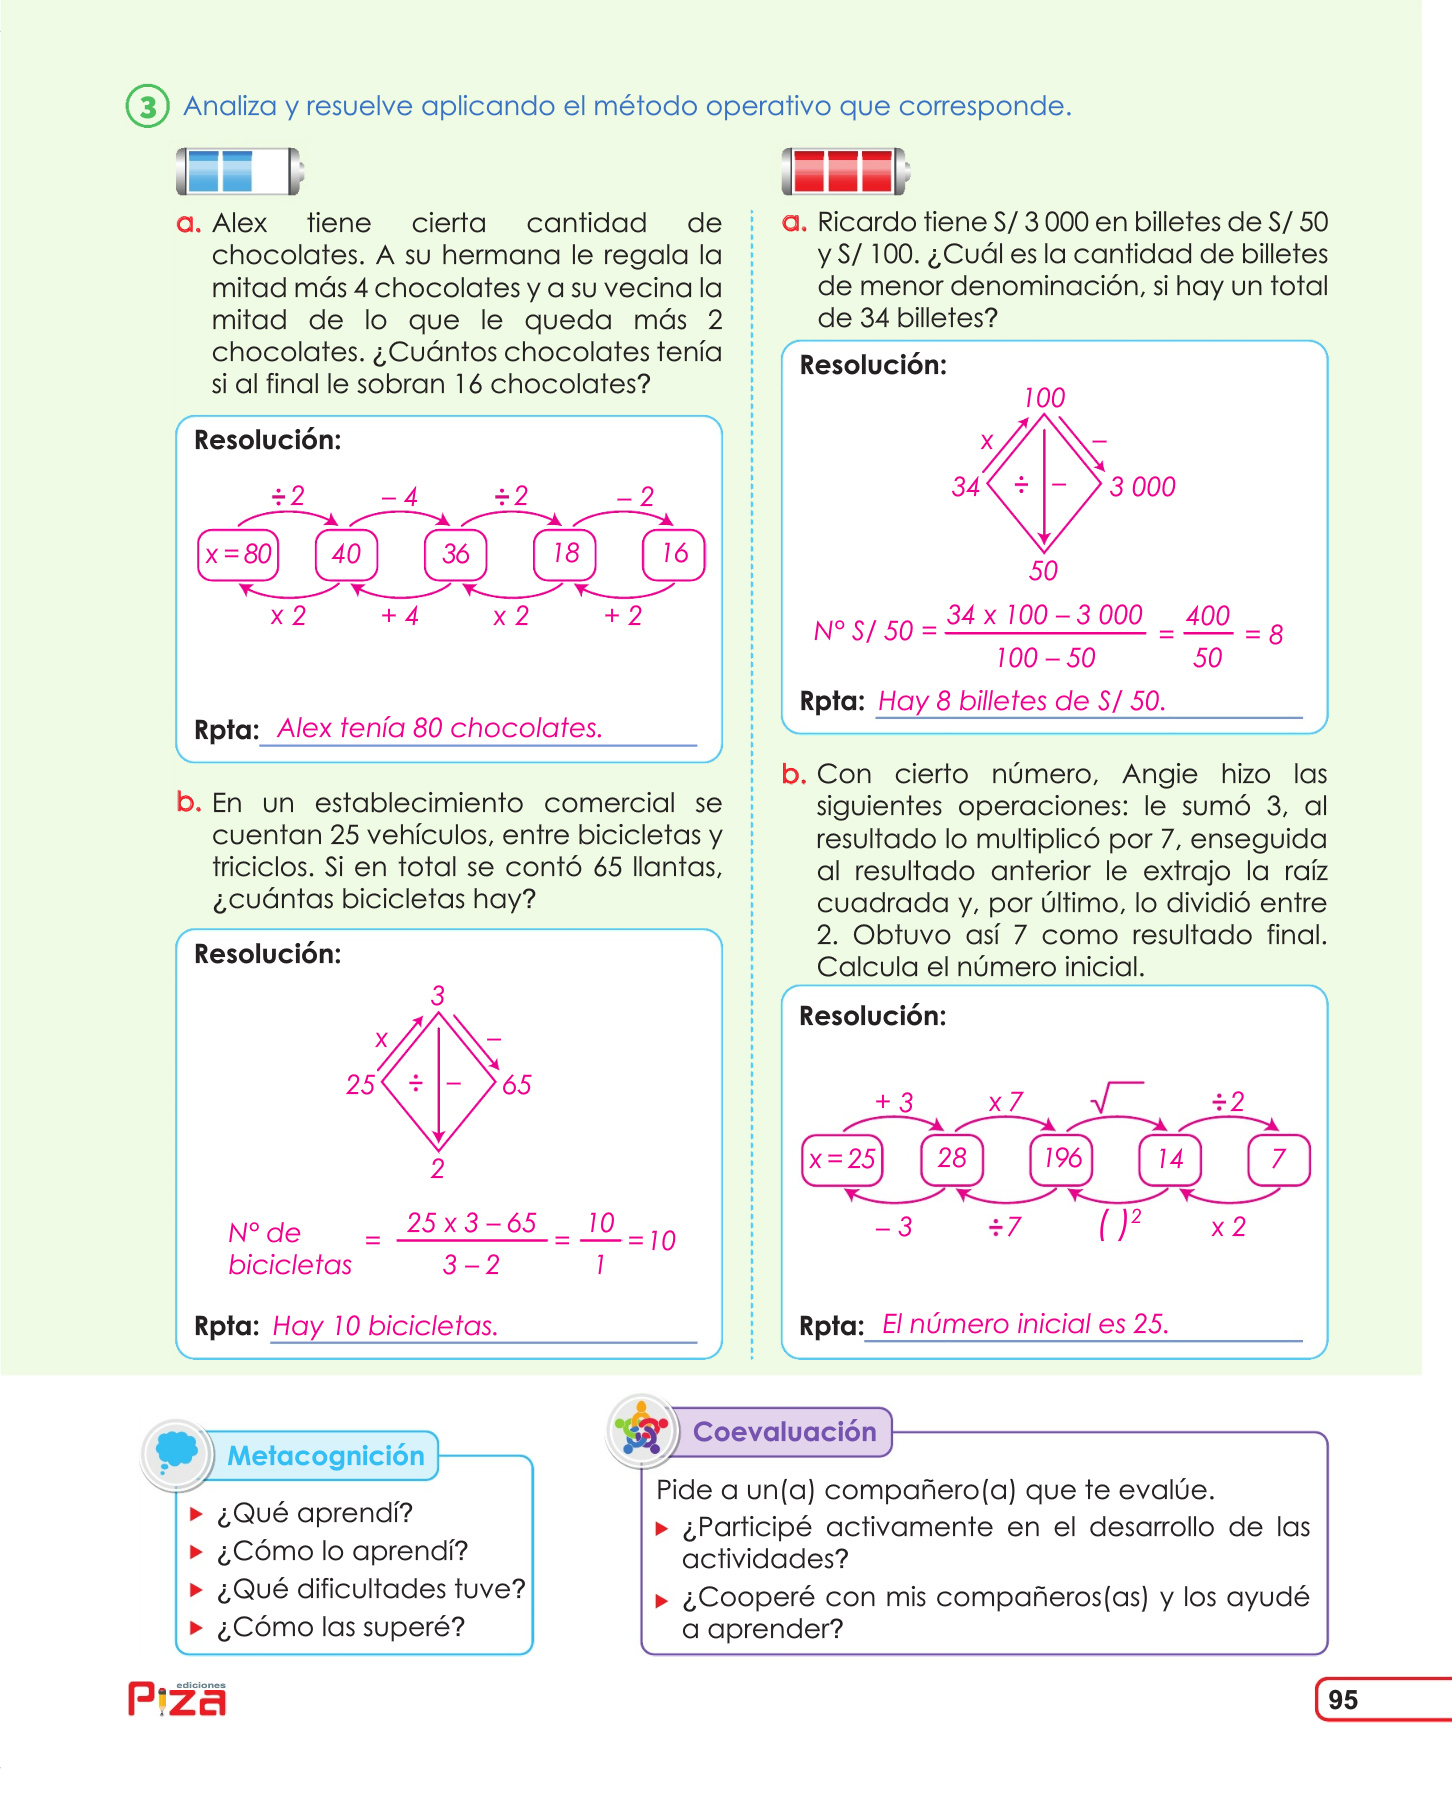 3 Analiza y resuelve aplicando el método operativo que corresponde.
a. Alex tiene cierta cantidad de
chocolates. A su hermana le regala la
mitad más 4 chocolates y a su vecina la
mitad de lo que le queda más 2
chocolates. ¿Cuántos chocolates tenía
si al final le sobran 16 chocolates?
Resolución:
÷2 – 4 ÷2 – 2
x = 80 40 36 18 16
x 2 + 4 x 2 + 2
Rpta: Alex tenía 80 chocolates.
b. En un establecimiento comercial se
cuentan 25 vehículos, entre bicicletas y
triciclos. Si en total se contó 65 llantas,
¿cuántas bicicletas hay?
Resolución:
3
x –
25 ÷ – 65
2
N° de
bicicletas = 25 x 3 – 65 / 3 – 2 = 10 / 1 = 10
Rpta: Hay 10 bicicletas.
a. Ricardo tiene S/ 3 000 en billetes de S/ 50
y S/ 100. ¿Cuál es la cantidad de billetes
de menor denominación, si hay un total
de 34 billetes?
Resolución:
100
x –
34 ÷ – 3 000
50
N° S/ 50 = 34 x 100 – 3 000 / 100 – 50 = 400 / 50 = 8
Rpta: Hay 8 billetes de S/ 50.
b. Con cierto número, Angie hizo las
siguientes operaciones: le sumó 3, al
resultado lo multiplicó por 7, enseguida
al resultado anterior le extrajo la raíz
cuadrada y, por último, lo dividió entre
2. Obtuvo así 7 como resultado final.
Calcula el número inicial.
Resolución:
+ 3 x 7 √ ÷2
x = 25 28 196 14 7
– 3 ÷7 ( )² x 2
Rpta: El número inicial es 25.
Metacognición
¿Qué aprendí?
¿Cómo lo aprendí?
¿Qué dificultades tuve?
¿Cómo las superé?
Coevaluación
Pide a un(a) compañero(a) que te evalúe.
¿Participé activamente en el desarrollo de las
actividades?
¿Cooperé con mis compañeros(as) y los ayudé
a aprender?
ediciones
Piza
95